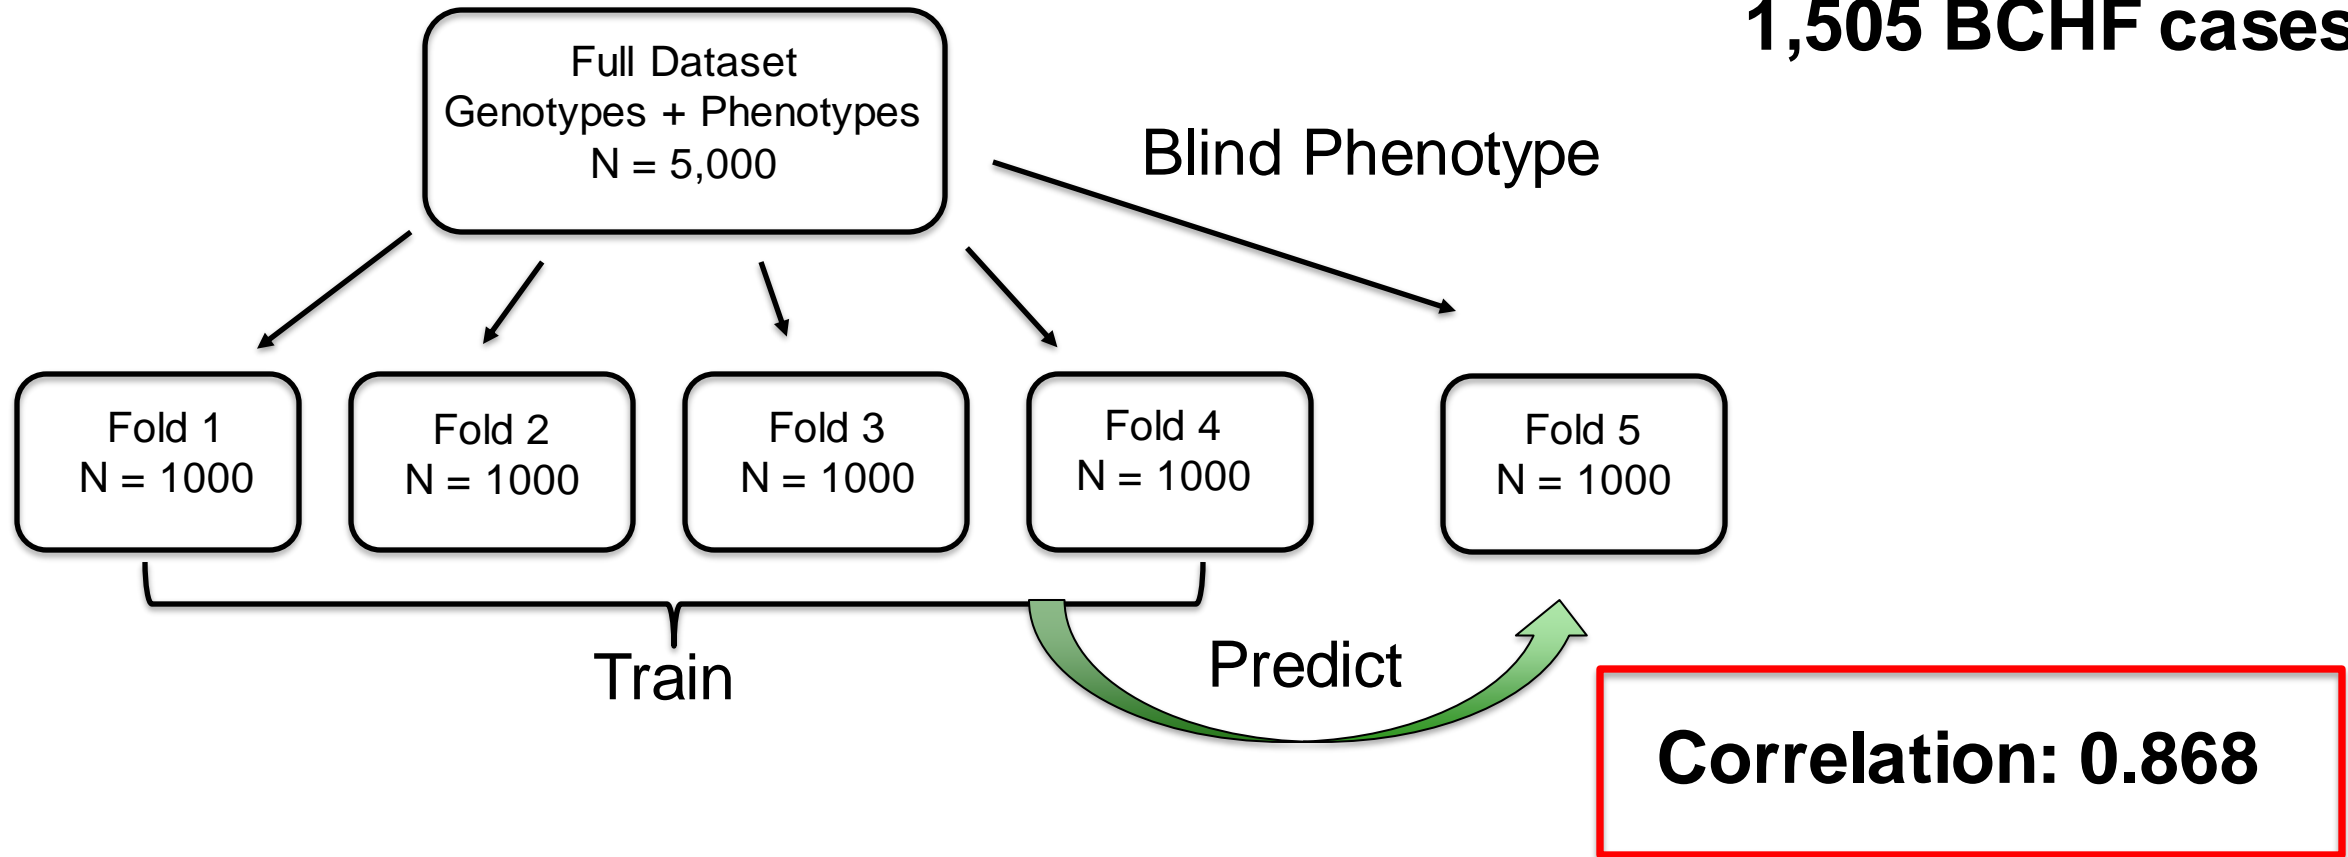 1,505 BCHF cases
Full Dataset
Genotypes + Phenotypes
N = 5,000
Blind Phenotype
Fold 1
N = 1000
Fold 2
N = 1000
Fold 3
N = 1000
Fold 4
N = 1000
Fold 5
N = 1000
Train
Predict
Correlation: 0.868